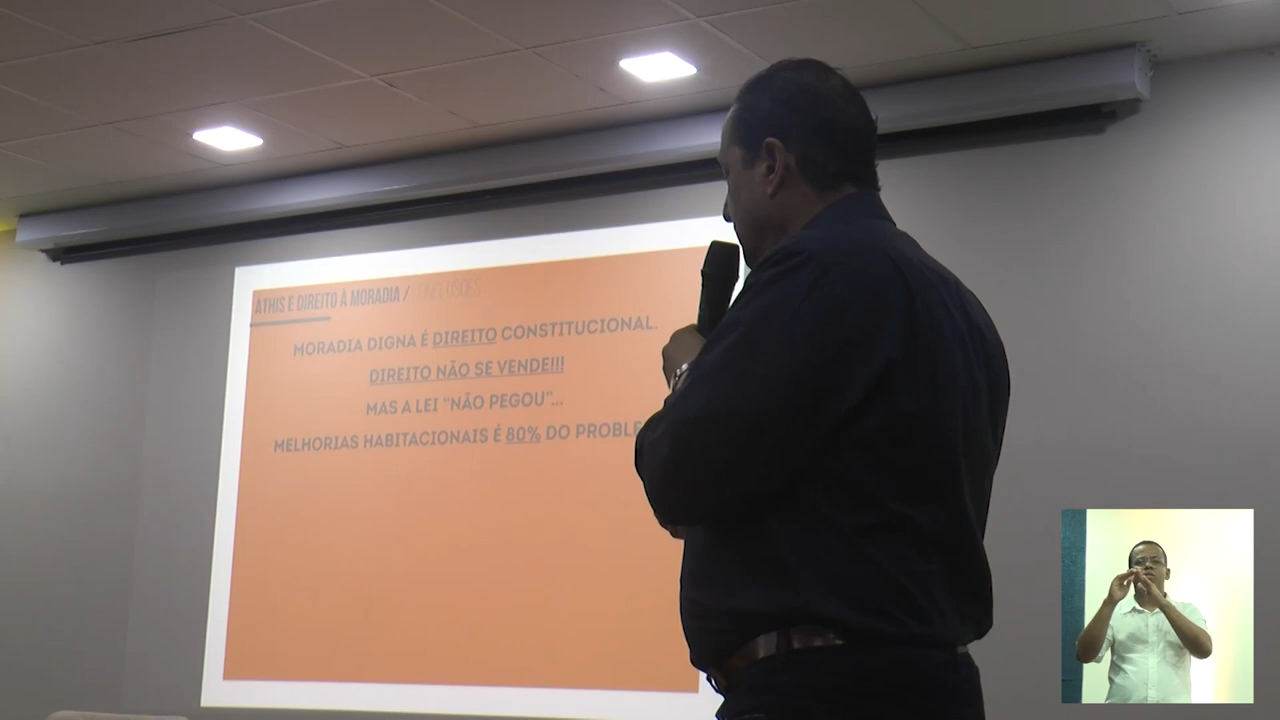 ATHIS E DIREITO À MORADIA / CONCLUSÕES
MORADIA DIGNA É DIREITO CONSTITUCIONAL.
DIREITO NÃO SE VENDE!!!
MAS A LEI "NÃO PEGOU"...
MELHORIAS HABITACIONAIS É 80% DO